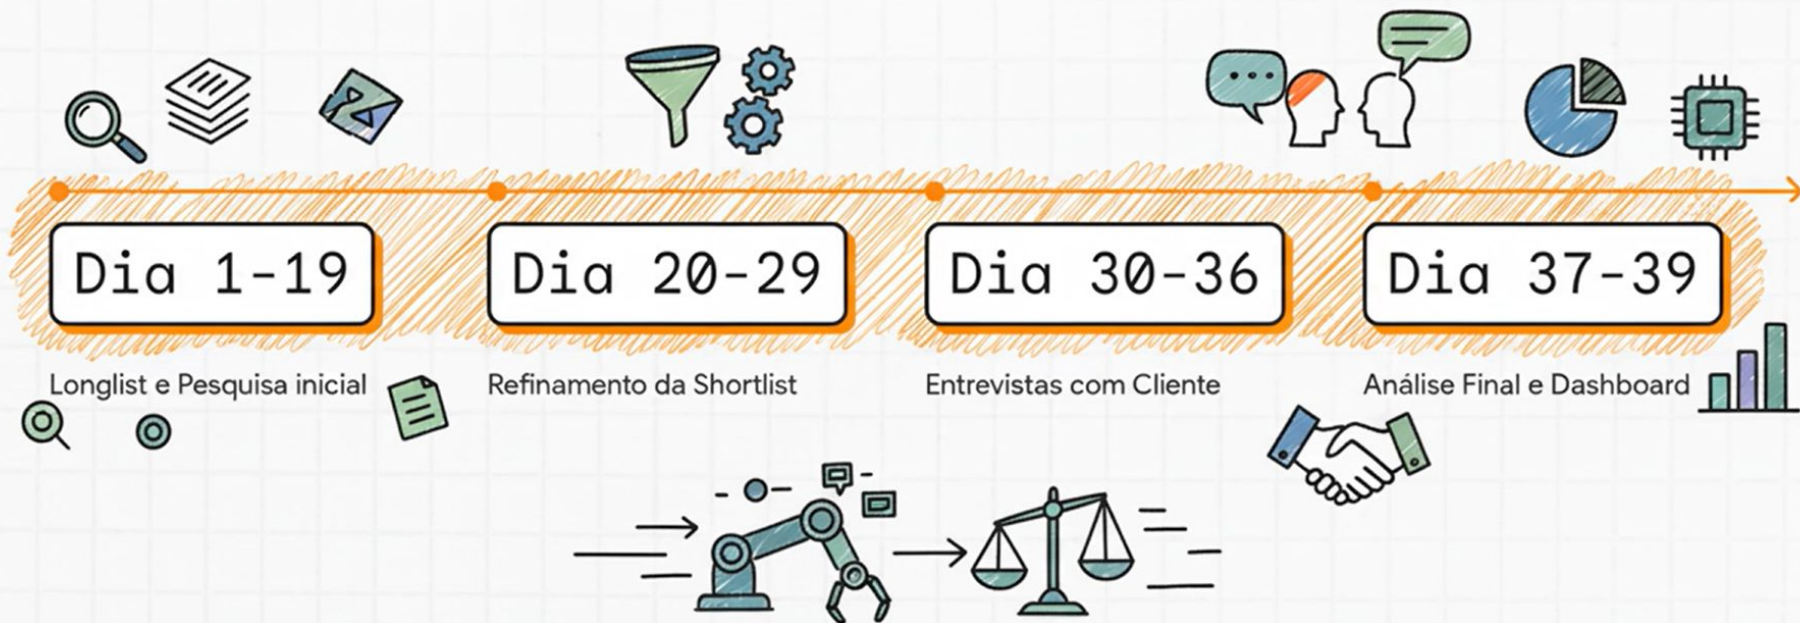 Dia 1-19
Dia 20-29
Dia 30-36
Dia 37-39
Longlist e Pesquisa inicial
Refinamento da Shortlist
Entrevistas com Cliente
Análise Final e Dashboard